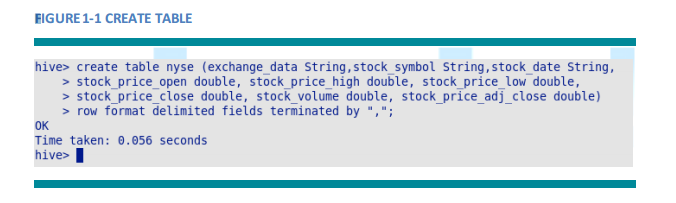 FIGURE 1-1 CREATE TABLE
hive> create table nyse (exchange_data String,stock_symbol String,stock_date String,
    > stock_price_open double, stock_price_high double, stock_price_low double,
    > stock_price_close double, stock_volume double, stock_price_adj_close double)
    > row format delimited fields terminated by ",";
OK
Time taken: 0.056 seconds
hive>